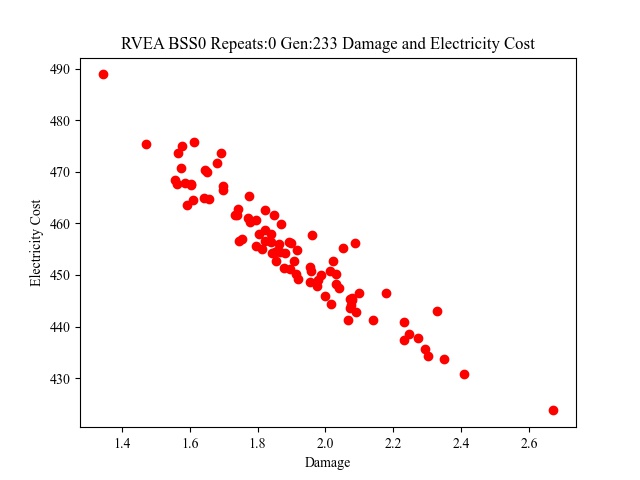 RVEA BSS0 Repeats:0 Gen:233 Damage and Electricity Cost
490
480
470
460
450
440
430
Electricity Cost
1.4 1.6 1.8 2.0 2.2 2.4 2.6
Damage